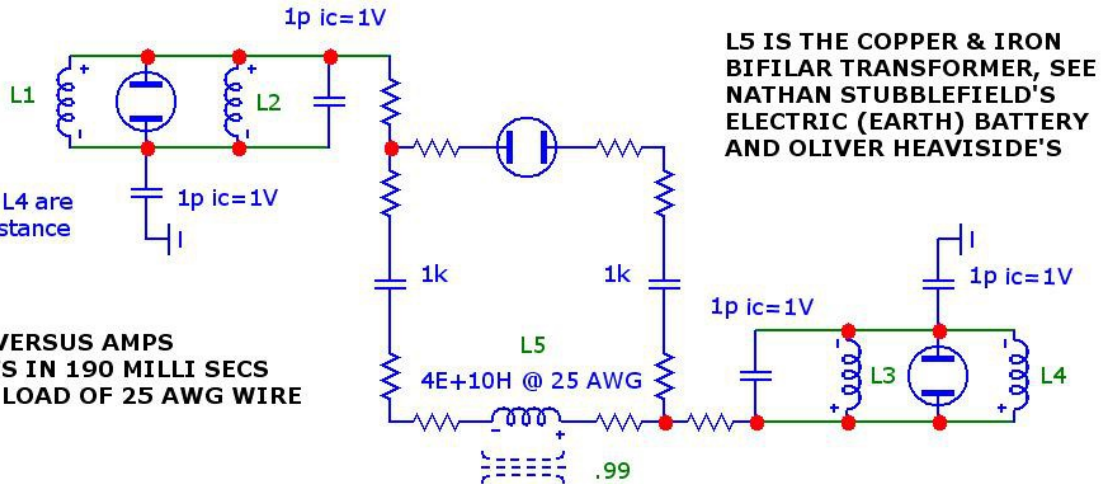 1p ic=1V
L5 IS THE COPPER & IRON
BIFILAR TRANSFORMER, SEE
NATHAN STUBBLEFIELD'S
ELECTRIC (EARTH) BATTERY
AND OLIVER HEAVISIDE'S
L1
L2
1p ic=1V
L4 are
stance
1k
1k
1p ic=1V
1p ic=1V
VERSUS AMPS
S IN 190 MILLI SECS
LOAD OF 25 AWG WIRE
L5
4E+10H @ 25 AWG
L3
L4
.99